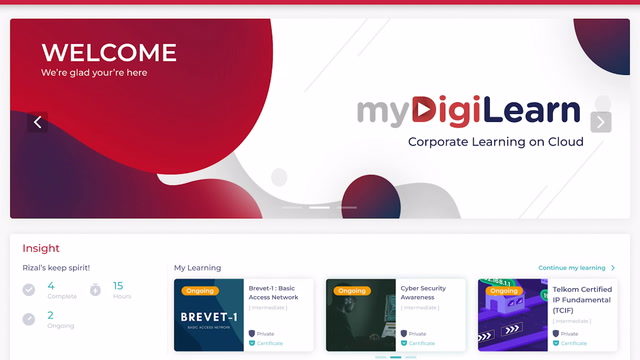 WELCOME
We're glad your're here
myDigiLearn
Corporate Learning on Cloud
Insight
Rizal's keep spirit!
4
Complete
15
Hours
2
Ongoing
My Learning
Continue my learning
Ongoing
BREVET-1
BASIC ACCESS NETWORK
Brevet-1 : Basic
Access Network
[ Intermediate ]
Private
Certificate
Ongoing
Cyber Security
Awareness
[ Intermediate ]
Private
Certificate
Ongoing
Telkom Certified
IP Fundamental
(TCIF)
[ Intermediate ]
Private
Certificate